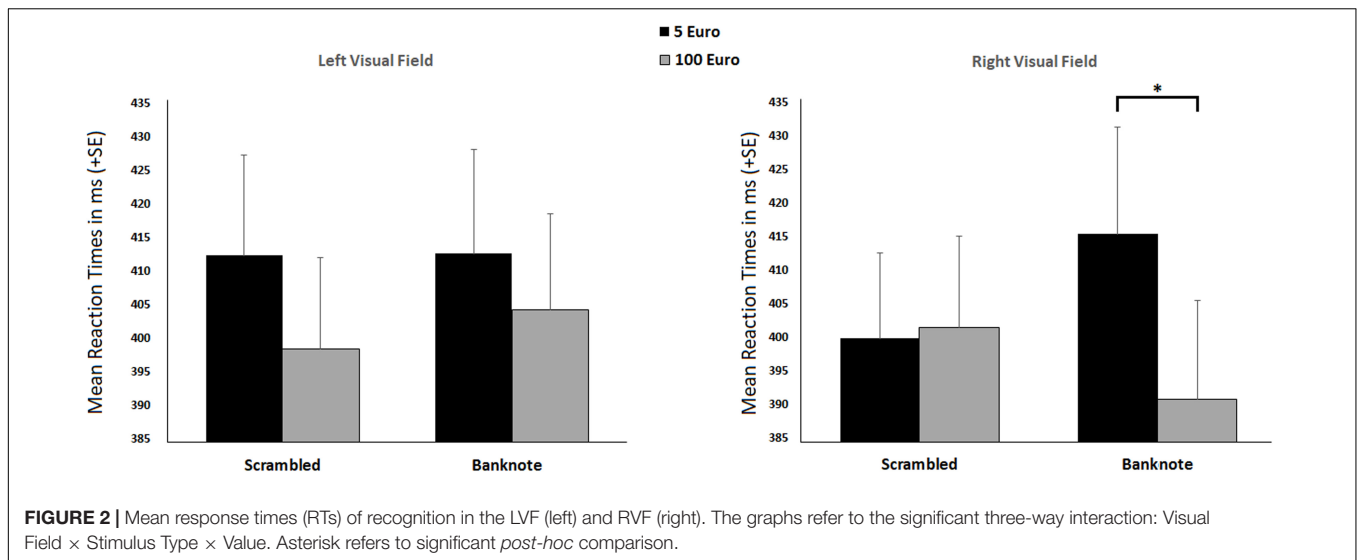 5 Euro
100 Euro
Left Visual Field
Mean Reaction Times in ms (+SE)
435
430
425
420
415
410
405
400
395
390
385
Scrambled
Banknote
Right Visual Field
*
Mean Reaction Times in ms (+SE)
435
430
425
420
415
410
405
400
395
390
385
Scrambled
Banknote
FIGURE 2 | Mean response times (RTs) of recognition in the LVF (left) and RVF (right). The graphs refer to the significant three-way interaction: Visual
Field × Stimulus Type × Value. Asterisk refers to significant post-hoc comparison.